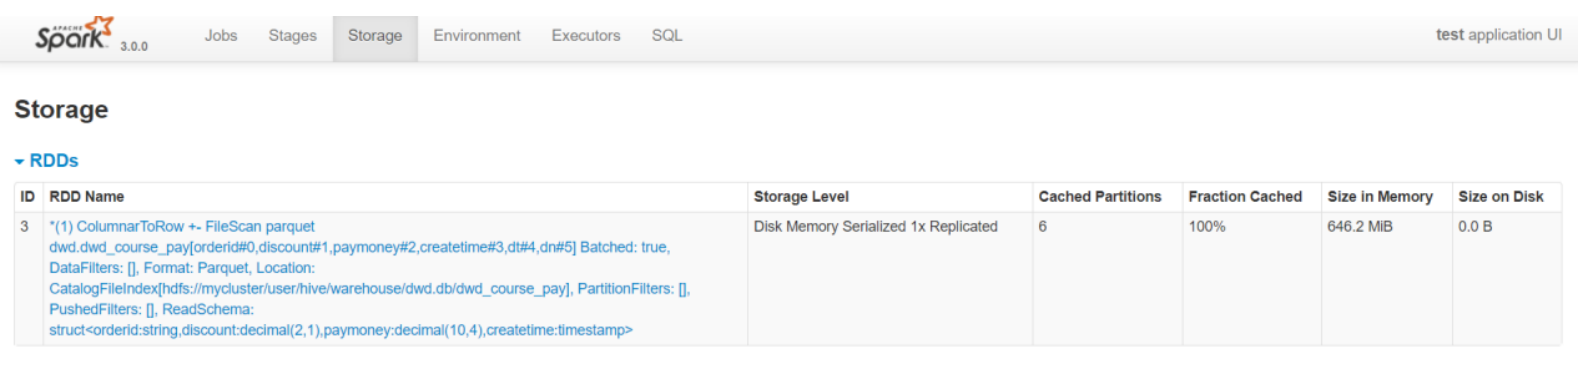 APACHE
Spark 3.0.0 Jobs Stages Storage Environment Executors SQL test application UI
Storage
RDDs
ID RDD Name Storage Level Cached Partitions Fraction Cached Size in Memory Size on Disk
3 *(1) ColumnarToRow +- FileScan parquet Disk Memory Serialized 1x Replicated 6 100% 646.2 MiB 0.0 B
dwd.dwd_course_pay[orderid#0,discount#1,paymoney#2,createtime#3,dt#4,dn#5] Batched: true,
DataFilters: [], Format: Parquet, Location:
CatalogFileIndex[hdfs://mycluster/user/hive/warehouse/dwd.db/dwd_course_pay], PartitionFilters: [],
PushedFilters: [], ReadSchema:
struct<orderid:string,discount:decimal(2,1),paymoney:decimal(10,4),createtime:timestamp>